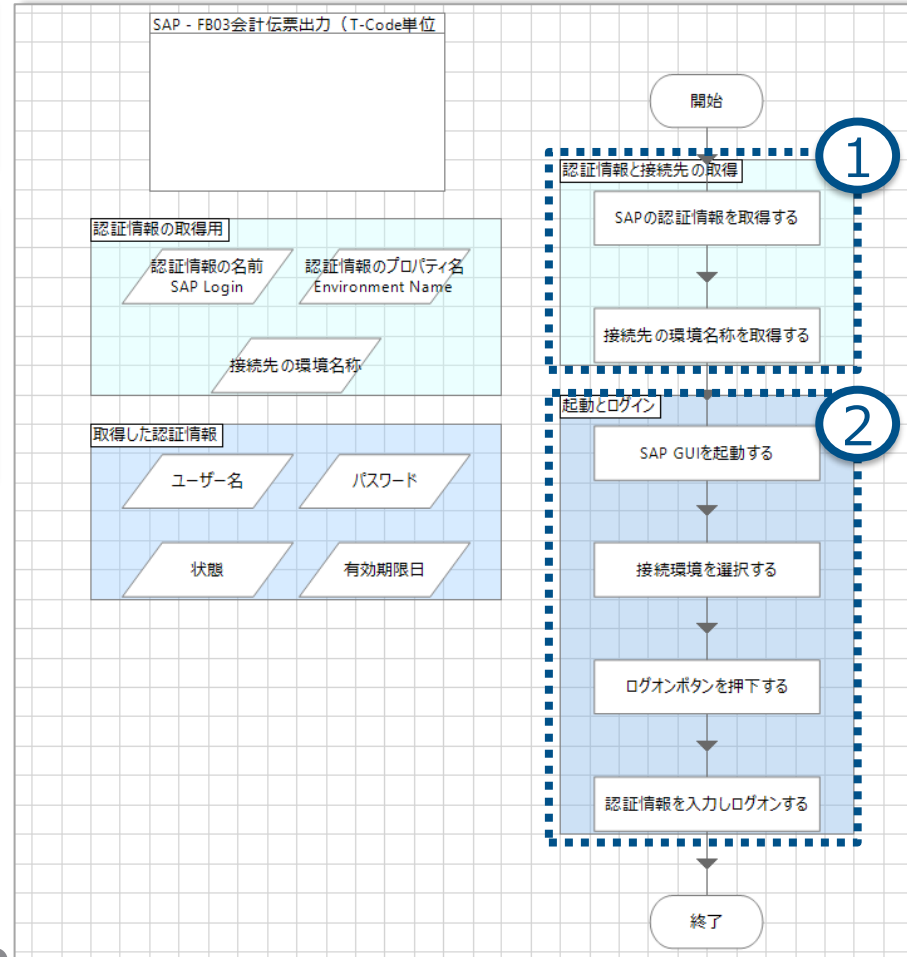 SAP - FB03会計伝票出力（T-Code単位
開始
1
認証情報と接続先の取得
SAPの認証情報を取得する
接続先の環境名称を取得する
2
起動とログイン
SAP GUIを起動する
接続環境を選択する
ログオンボタンを押下する
認証情報を入力しログオンする
終了
認証情報の取得用
認証情報の名前
SAP Login
認証情報のプロパティ名
Environment Name
接続先の環境名称
取得した認証情報
ユーザー名
パスワード
状態
有効期限日